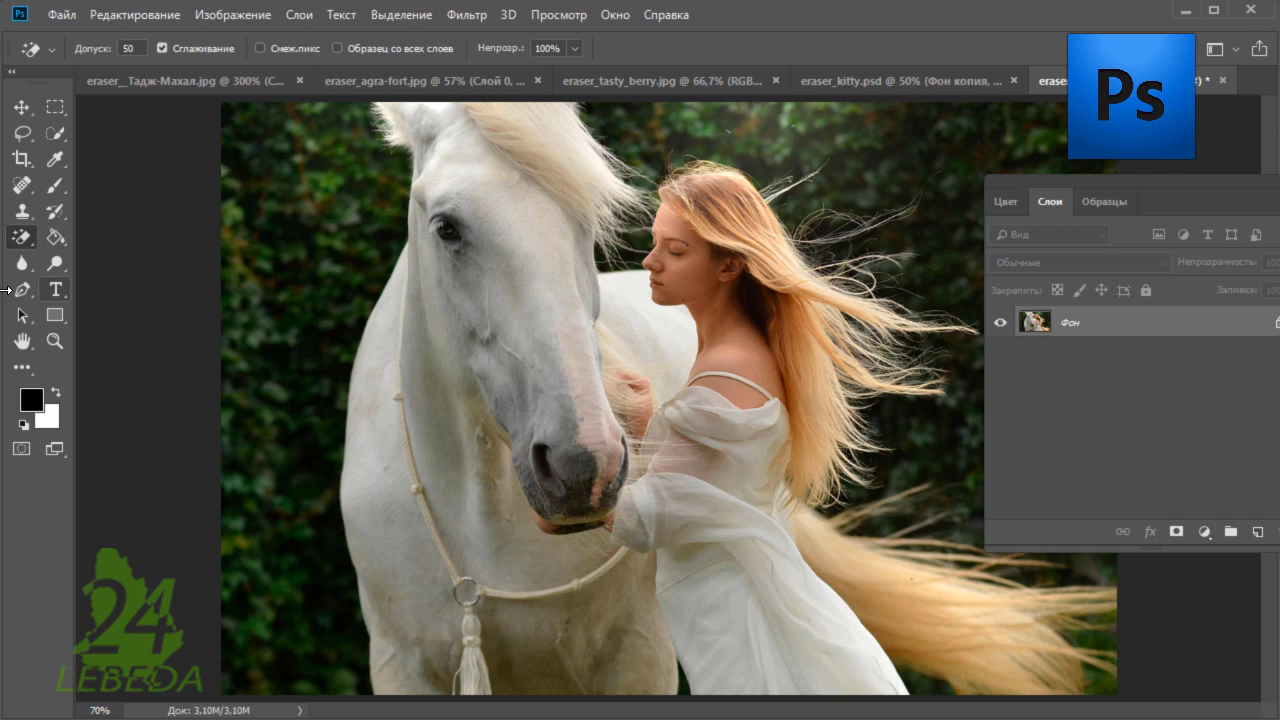 Ps Файл Редактирование Изображение Слои Текст Выделение Фильтр 3D Просмотр Окно Справка
Допуск: 50 Сглаживание Смеж.пикс Образец со всех слоев Непрозр.: 100%
eraser__Тадж-Махал.jpg @ 300% (С... eraser_agra-fort.jpg @ 57% (Слой 0, ... eraser_tasty_berry.jpg @ 66,7% (RGB... eraser_kitty.psd @ 50% (Фон копия, ... eraser
Ps
Цвет Слои Образцы
Вид
Обычные Непрозрачность: 100
Закрепить: Заливка: 100
Фон
fx
24
LEBEDA
70% Док: 3,10M/3,10M